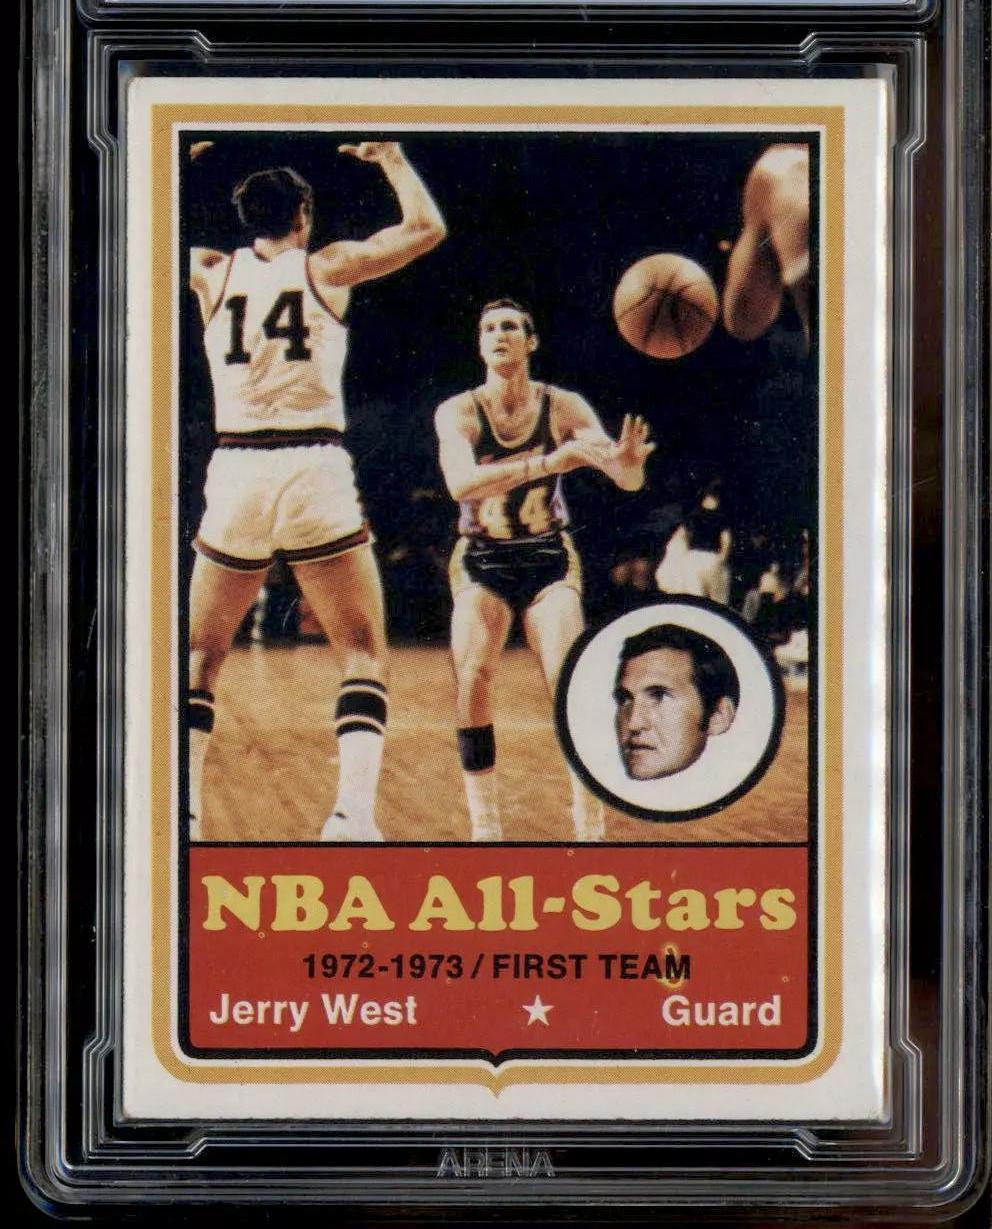 14
44
NBA All-Stars
1972-1973 / FIRST TEAM
Jerry West ★ Guard
ARENA